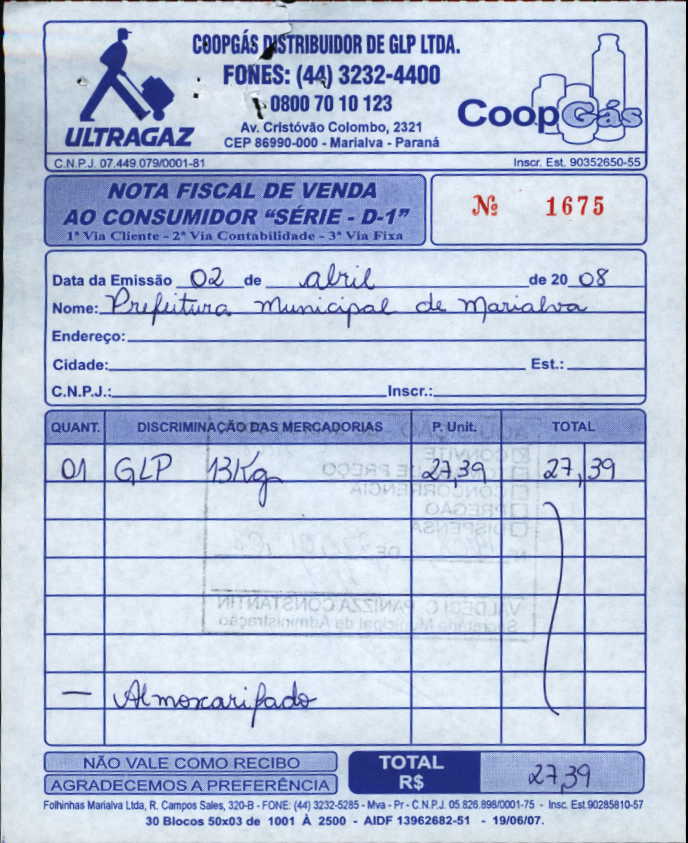 COOPGÁS DISTRIBUIDOR DE GLP LTDA.
FONES: (44) 3232-4400
0800 70 10 123
Av. Cristóvão Colombo, 2321
CEP 86990-000 - Marialva - Paraná
ULTRAGAZ
CoopGás
C.N.P.J. 07.449.079/0001-81
Inscr. Est. 90352650-55
NOTA FISCAL DE VENDA
AO CONSUMIDOR “SÉRIE - D-1”
1ª Via Cliente - 2ª Via Contabilidade - 3ª Via Fixa
Nº 1675
Data da Emissão 02 de abril de 2008
Nome: Prefeitura Municipal de Marialva
Endereço:
Cidade: Est.:
C.N.P.J.: Inscr.:
QUANT. DISCRIMINAÇÃO DAS MERCADORIAS P. Unit. TOTAL
01 GLP 13Kg 27,39 27,39
CONVITE
DE PREÇO
CONCORRÊNCIA
PREGÃO
DISPENSA
DE
PANIZZA CONSTANTIN
Municipal de Administração
— Almoxarifado
NÃO VALE COMO RECIBO
AGRADECEMOS A PREFERÊNCIA
TOTAL R$ 27,39
Folhinhas Marialva Ltda, R. Campos Sales, 320-B - FONE: (44) 3232-5285 - Mva - Pr - C.N.P.J. 05.826.898/0001-75 - Insc. Est. 90285810-57
30 Blocos 50x03 de 1001 À 2500 - AIDF 13962682-51 - 19/06/07.